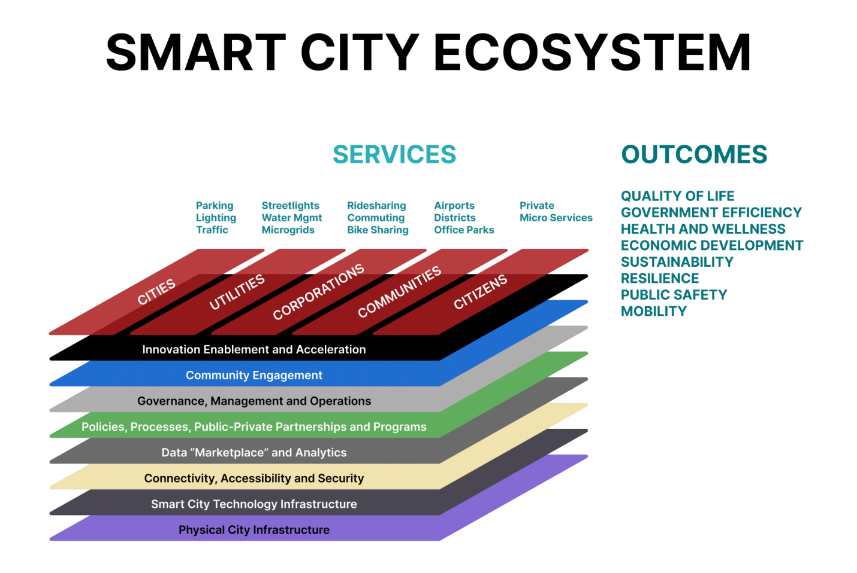 SMART CITY ECOSYSTEM
SERVICES
Parking
Lighting
Traffic
Streetlights
Water Mgmt
Microgrids
Ridesharing
Commuting
Bike Sharing
Airports
Districts
Office Parks
Private
Micro Services
CITIES
UTILITIES
CORPORATIONS
COMMUNITIES
CITIZENS
Innovation Enablement and Acceleration
Community Engagement
Governance, Management and Operations
Policies, Processes, Public-Private Partnerships and Programs
Data “Marketplace” and Analytics
Connectivity, Accessibility and Security
Smart City Technology Infrastructure
Physical City Infrastructure
OUTCOMES
QUALITY OF LIFE
GOVERNMENT EFFICIENCY
HEALTH AND WELLNESS
ECONOMIC DEVELOPMENT
SUSTAINABILITY
RESILIENCE
PUBLIC SAFETY
MOBILITY